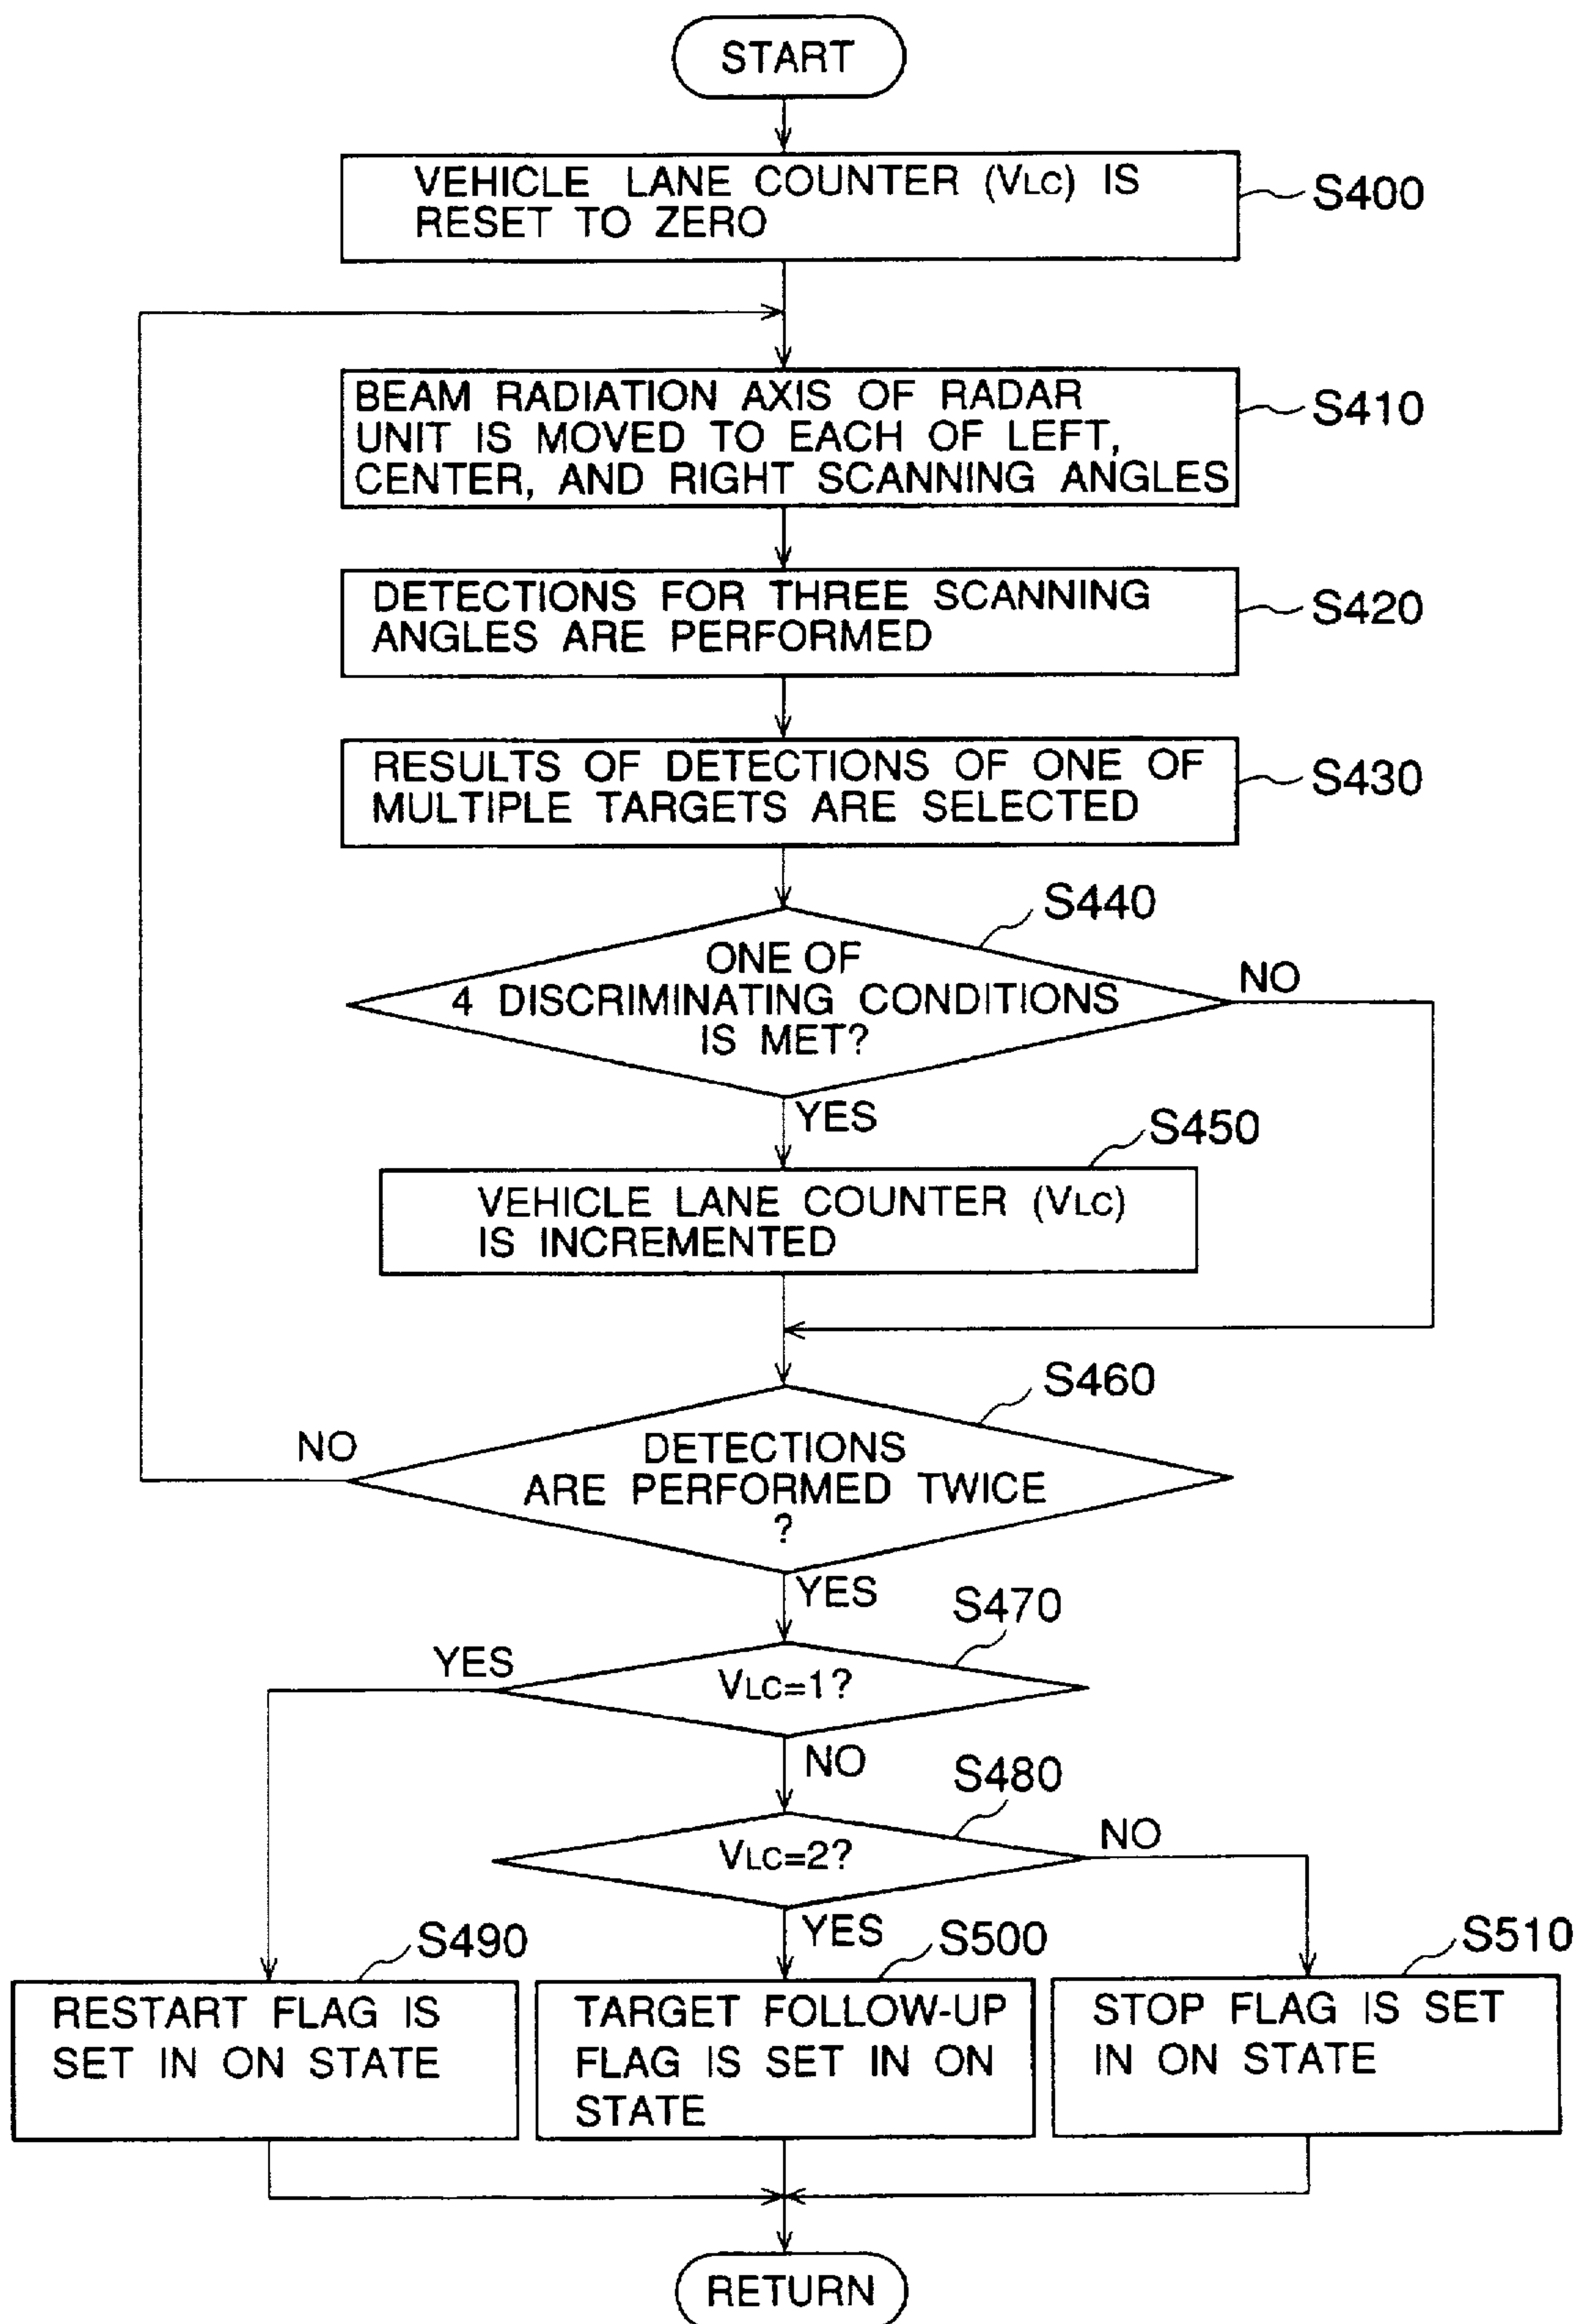 START
VEHICLE LANE COUNTER (VLC) IS
RESET TO ZERO
S400
BEAM RADIATION AXIS OF RADAR
UNIT IS MOVED TO EACH OF LEFT,
CENTER, AND RIGHT SCANNING ANGLES
S410
DETECTIONS FOR THREE SCANNING
ANGLES ARE PERFORMED
S420
RESULTS OF DETECTIONS OF ONE OF
MULTIPLE TARGETS ARE SELECTED
S430
S440
ONE OF
4 DISCRIMINATING CONDITIONS
IS MET?
NO
YES
S450
VEHICLE LANE COUNTER (VLC)
IS INCREMENTED
S460
NO
DETECTIONS
ARE PERFORMED TWICE
?
YES
S470
YES
VLC=1?
NO
S480
VLC=2?
NO
YES
S490
RESTART FLAG IS
SET IN ON STATE
S500
TARGET FOLLOW-UP
FLAG IS SET IN ON
STATE
S510
STOP FLAG IS SET
IN ON STATE
RETURN